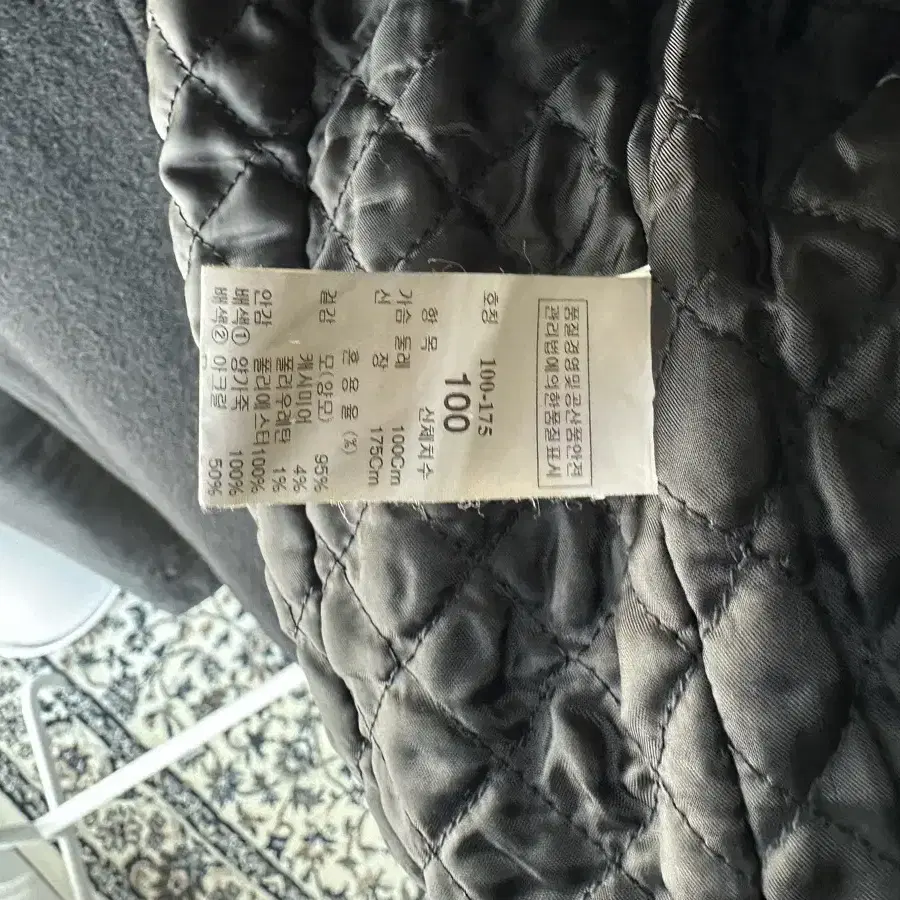 품질경영및공산품안전
관리법에의한품질표시
호칭 100-175
100
항 목 신체치수
가슴 둘레 100Cm
신 장 175Cm
혼 용 율 (%)
겉감 모(양모) 95%
캐시미어 4%
폴리우레탄 1%
안감 폴리에스터100%
배색① 양가죽 100%
배색② 아크릴 50%